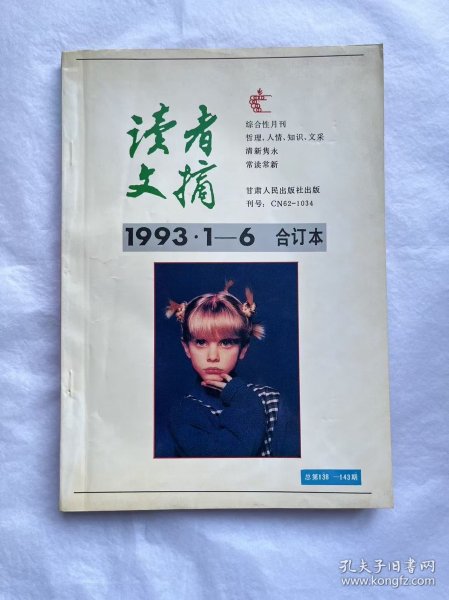 读者
文摘
综合性月刊
哲理、人情、知识、文采
清新隽永
常读常新
甘肃人民出版社出版
刊号：CN62-1034
1993·1—6 合订本
总第138—143期
孔夫子旧书网
www.kongfz.com